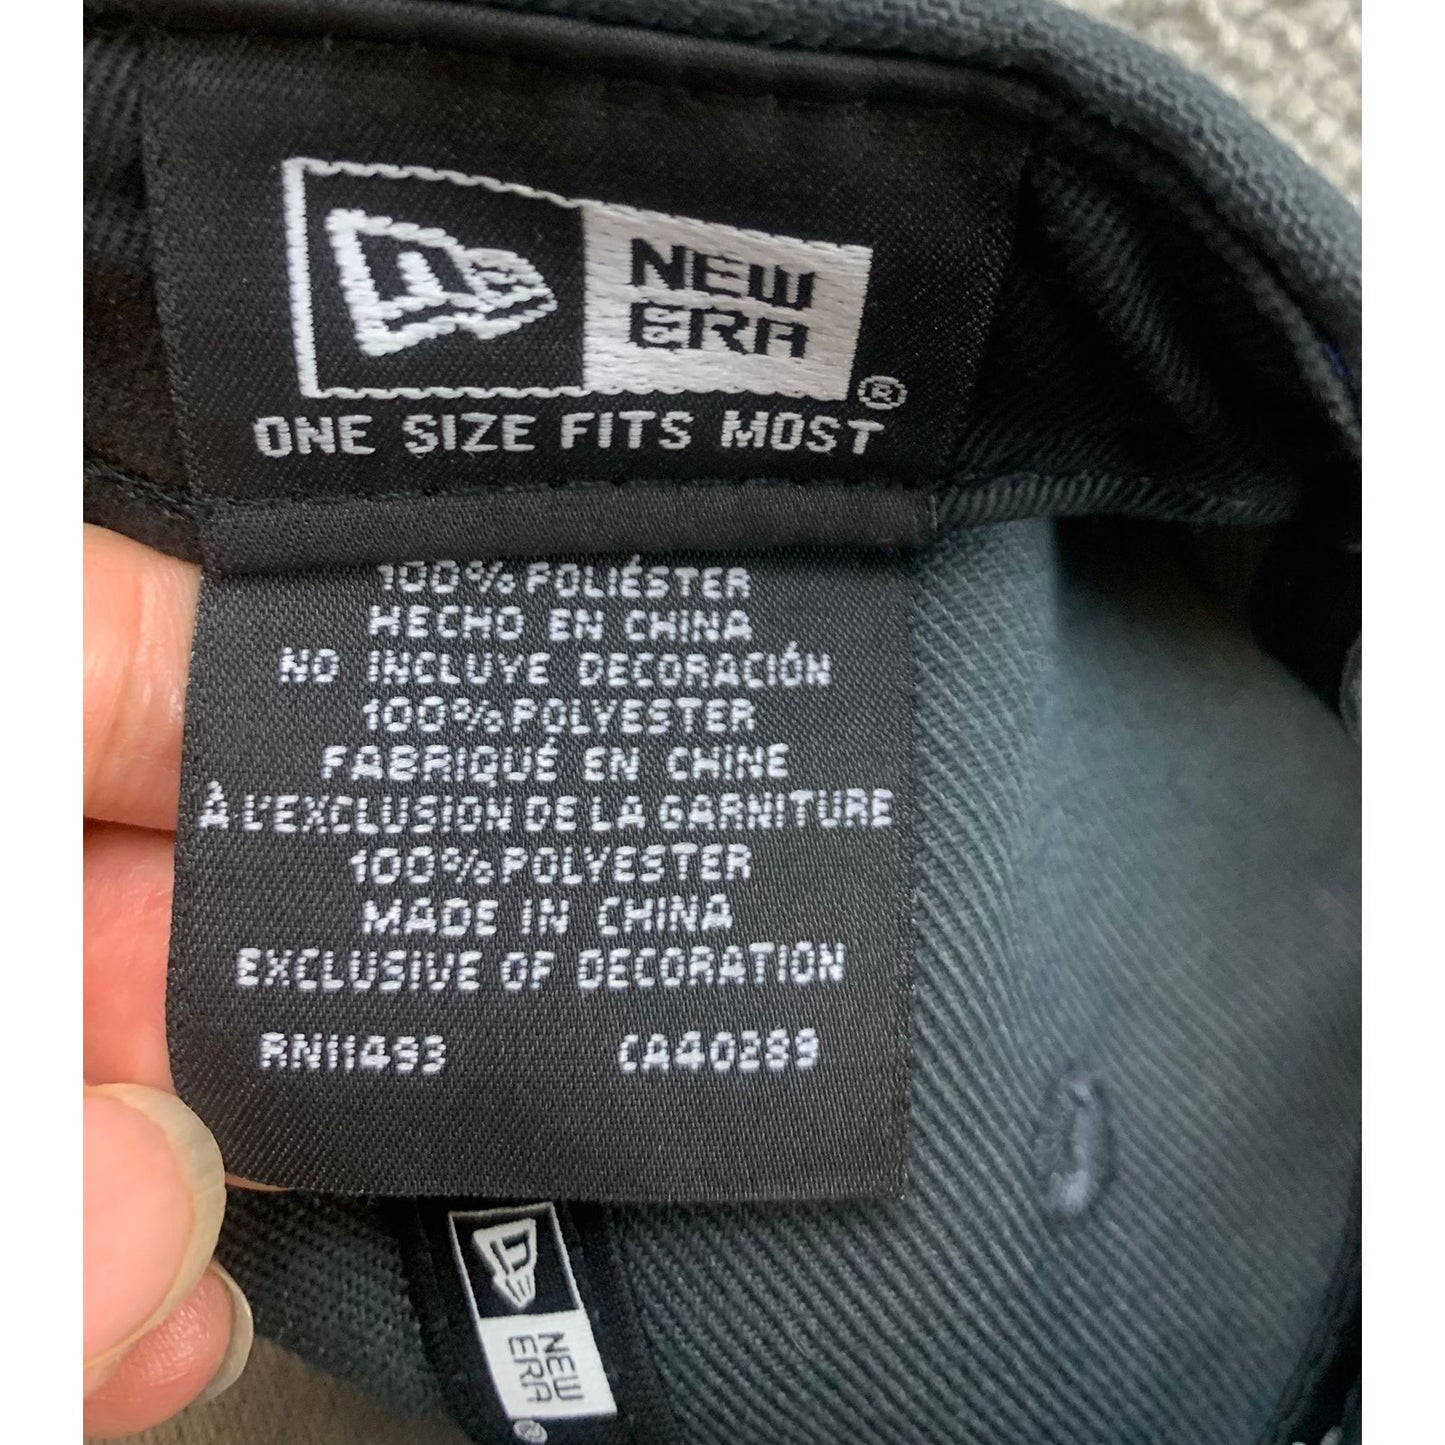 NEW
ERA
®
ONE SIZE FITS MOST
100% POLIÉSTER
HECHO EN CHINA
NO INCLUYE DECORACIÓN
100% POLYESTER
FABRIQUÉ EN CHINE
À L'EXCLUSION DE LA GARNITURE
100% POLYESTER
MADE IN CHINA
EXCLUSIVE OF DECORATION
RN11493 CA40289
NEW
ERA
®